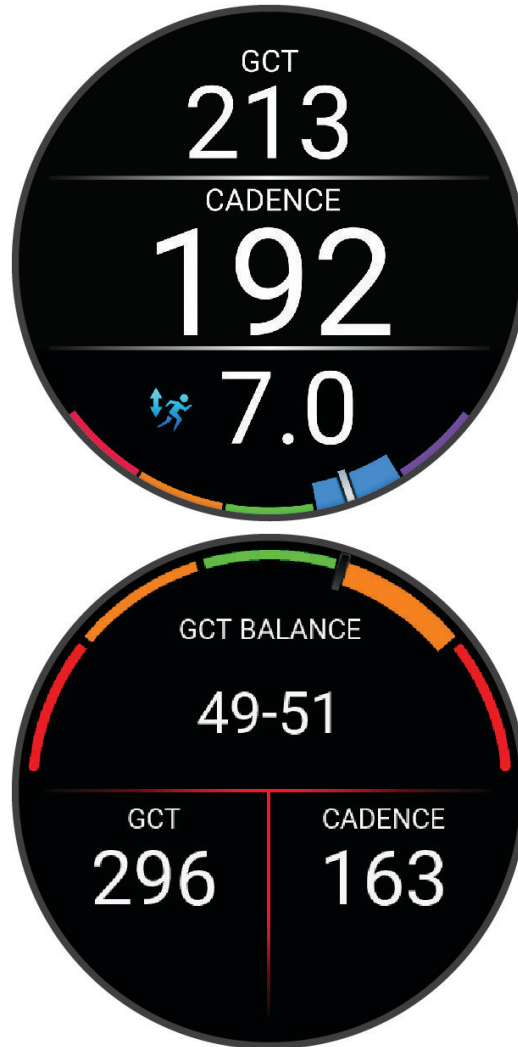 GCT
213
CADENCE
192
7.0
GCT BALANCE
49-51
GCT CADENCE
296 163